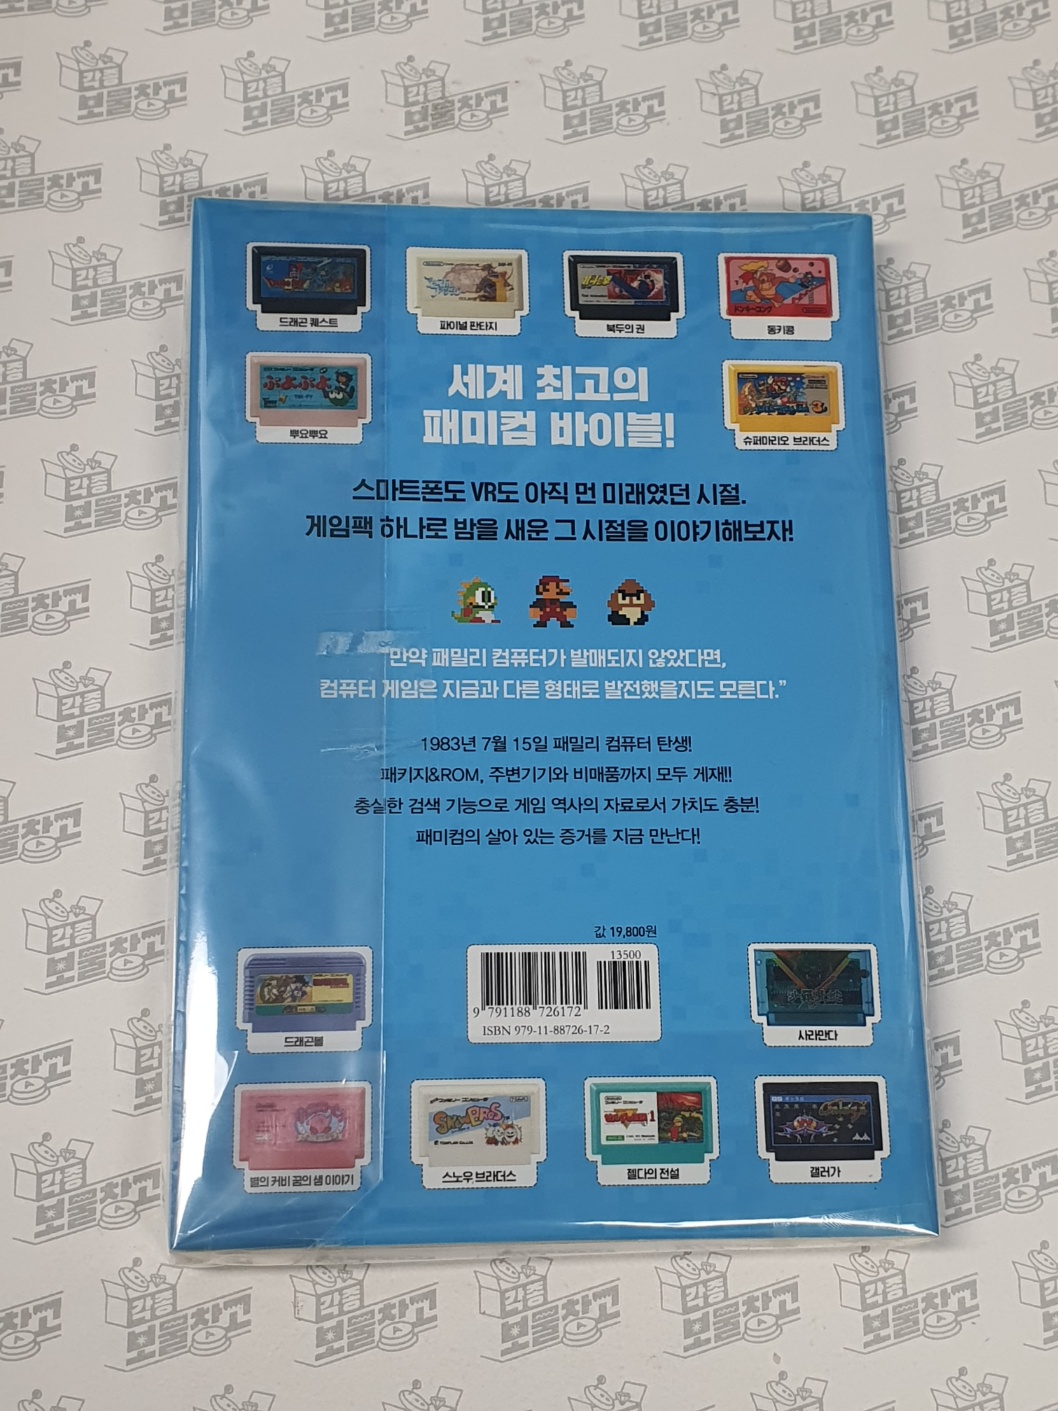 드래곤 퀘스트
파이널 판타지
북두의 권
동키콩
뿌요뿌요
슈퍼마리오 브라더스
세계 최고의
패미컴 바이블!
스마트폰도 VR도 아직 먼 미래였던 시절.
게임팩 하나로 밤을 새운 그 시절을 이야기해보자!
"만약 패밀리 컴퓨터가 발매되지 않았다면,
컴퓨터 게임은 지금과 다른 형태로 발전했을지도 모른다."
1983년 7월 15일 패밀리 컴퓨터 탄생!
패키지&ROM, 주변기기와 비매품까지 모두 게재!!
충실한 검색 기능으로 게임 역사의 자료로서 가치도 충분!
패미컴의 살아 있는 증거를 지금 만난다!
값 19,800원
13500
9 791188 726172
ISBN 979-11-88726-17-2
드래곤볼
사라만다
별의 커비 꿈의 샘 이야기
스노우 브라더스
젤다의 전설
갤러가
각종
보물창고